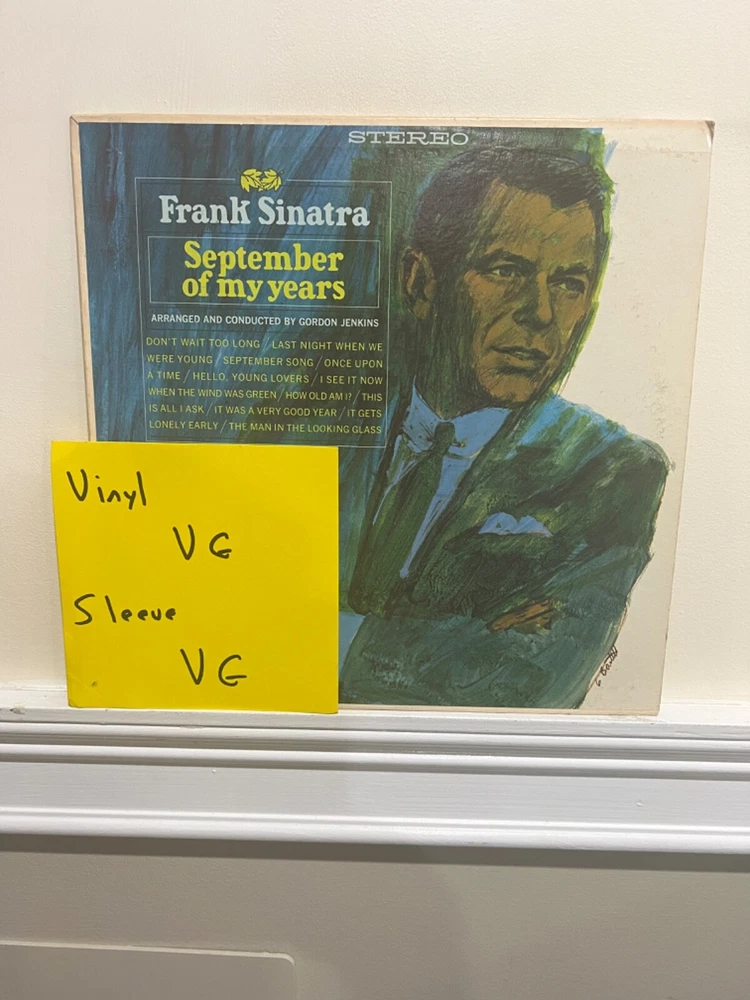 STEREO
Frank Sinatra
September
of my years
ARRANGED AND CONDUCTED BY GORDON JENKINS
DON'T WAIT TOO LONG / LAST NIGHT WHEN WE
WERE YOUNG / SEPTEMBER SONG / ONCE UPON
A TIME / HELLO, YOUNG LOVERS / I SEE IT NOW
WHEN THE WIND WAS GREEN / HOW OLD AM I? / THIS
IS ALL I ASK / IT WAS A VERY GOOD YEAR / IT GETS
LONELY EARLY / THE MAN IN THE LOOKING GLASS
Vinyl
VG
Sleeve
VG